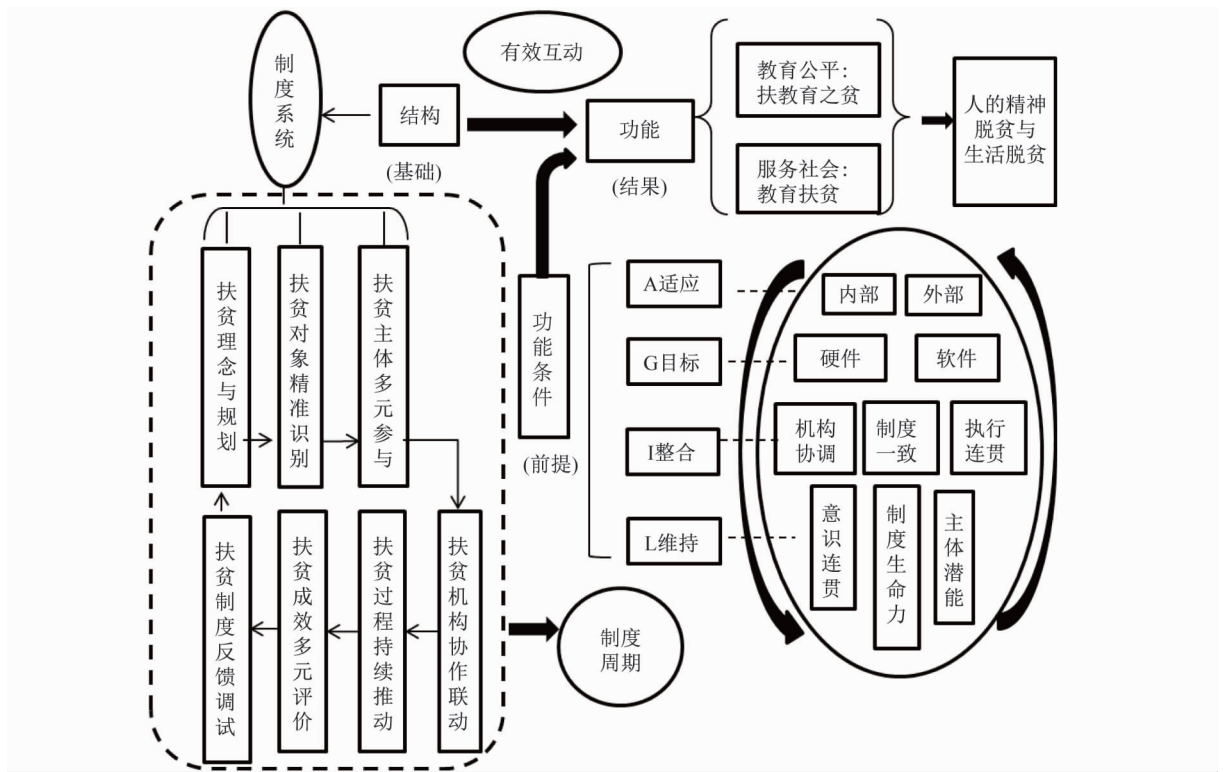 制度系统
有效互动
结构
(基础)
功能
(结果)
教育公平：
扶教育之贫
服务社会：
教育扶贫
人的精神
脱贫与
生活脱贫
扶贫理念与规划
扶贫对象精准识别
扶贫主体多元参与
扶贫制度反馈调试
扶贫成效多元评价
扶贫过程持续推动
扶贫机构协作联动
制度
周期
功能条件
(前提)
A适应
G目标
I整合
L维持
内部
外部
硬件
软件
机构
协调
制度
一致
执行
连贯
意识连贯
制度生命力
主体潜能